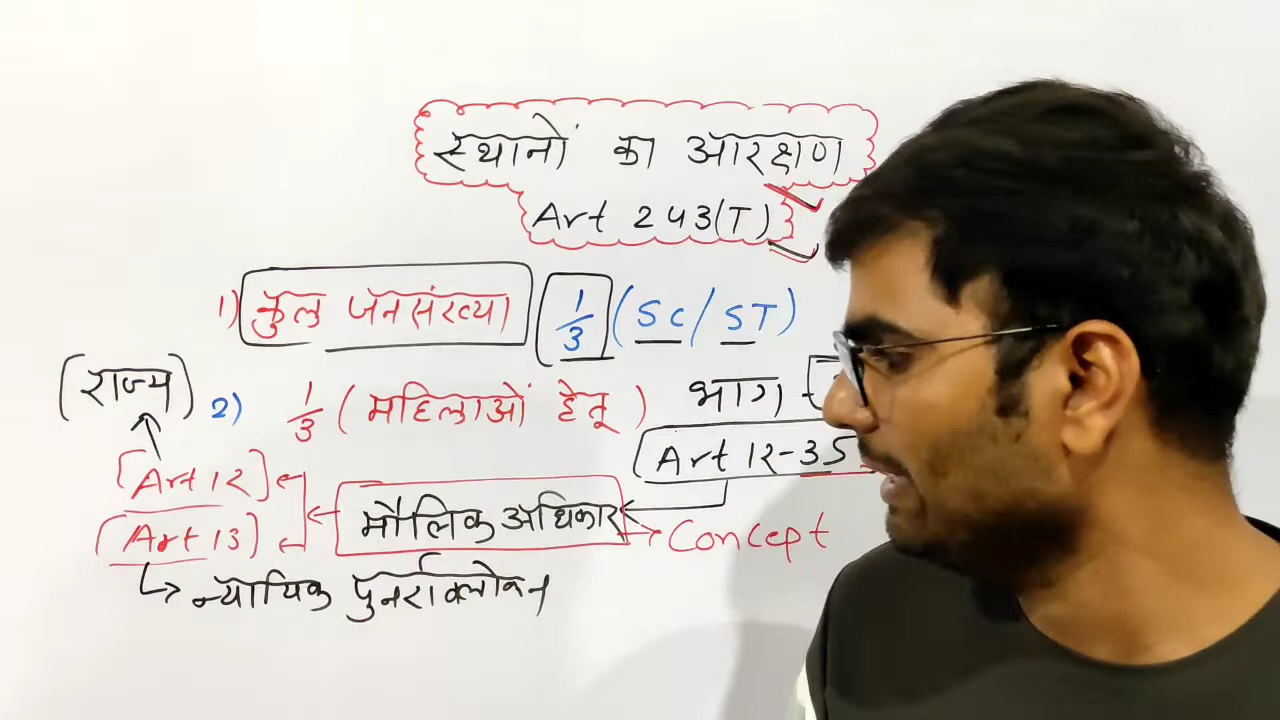 स्थानों का आरक्षण
Art 243(T)
1) कुल जनसंख्या 1/3 (SC/ST)
(राज्य)
2) 1/3 (महिलाओं हेतू) भाग
Art 12-35
[Art 12]
मौलिक अधिकार
[Art 13]
Concept
न्यायिक पुनर्रावलोकन